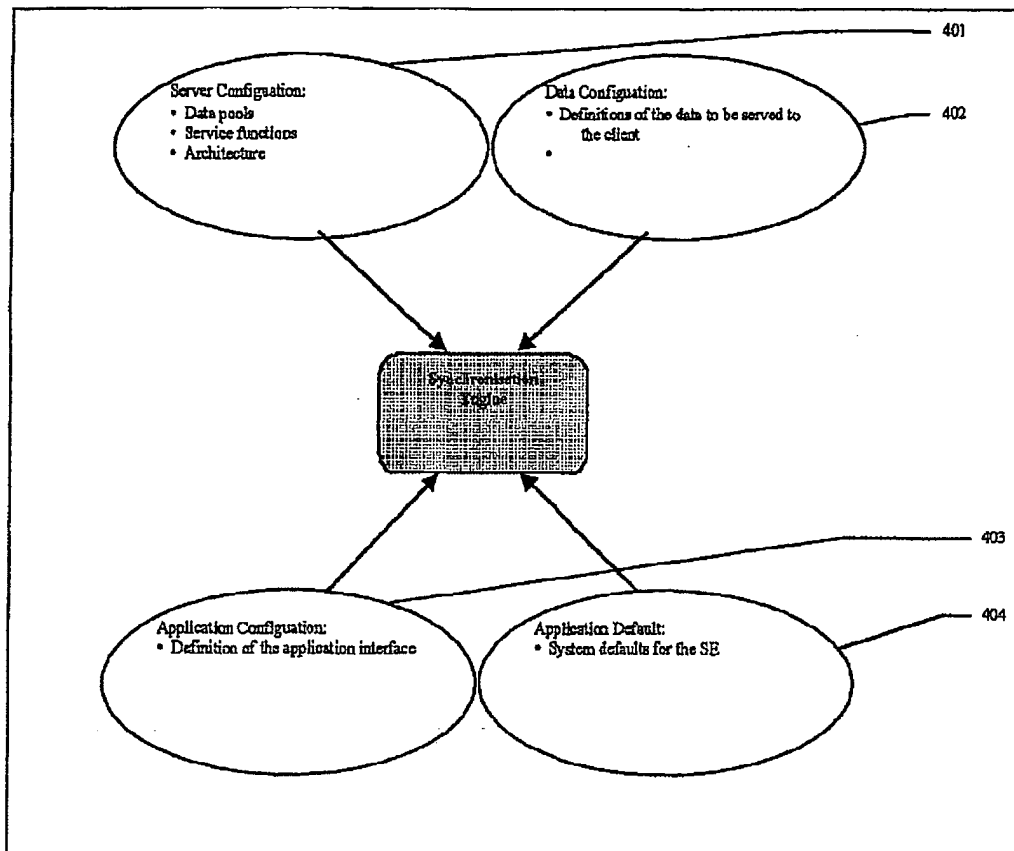 401
Server Configuation:
• Data pools
• Service functions
• Architecture
Data Configuation:
• Definitions of the data to be served to
the client
•
402
Synchronisation
Engine
403
Application Configuation:
• Definition of the application interface
Application Default:
• System defaults for the SE
404